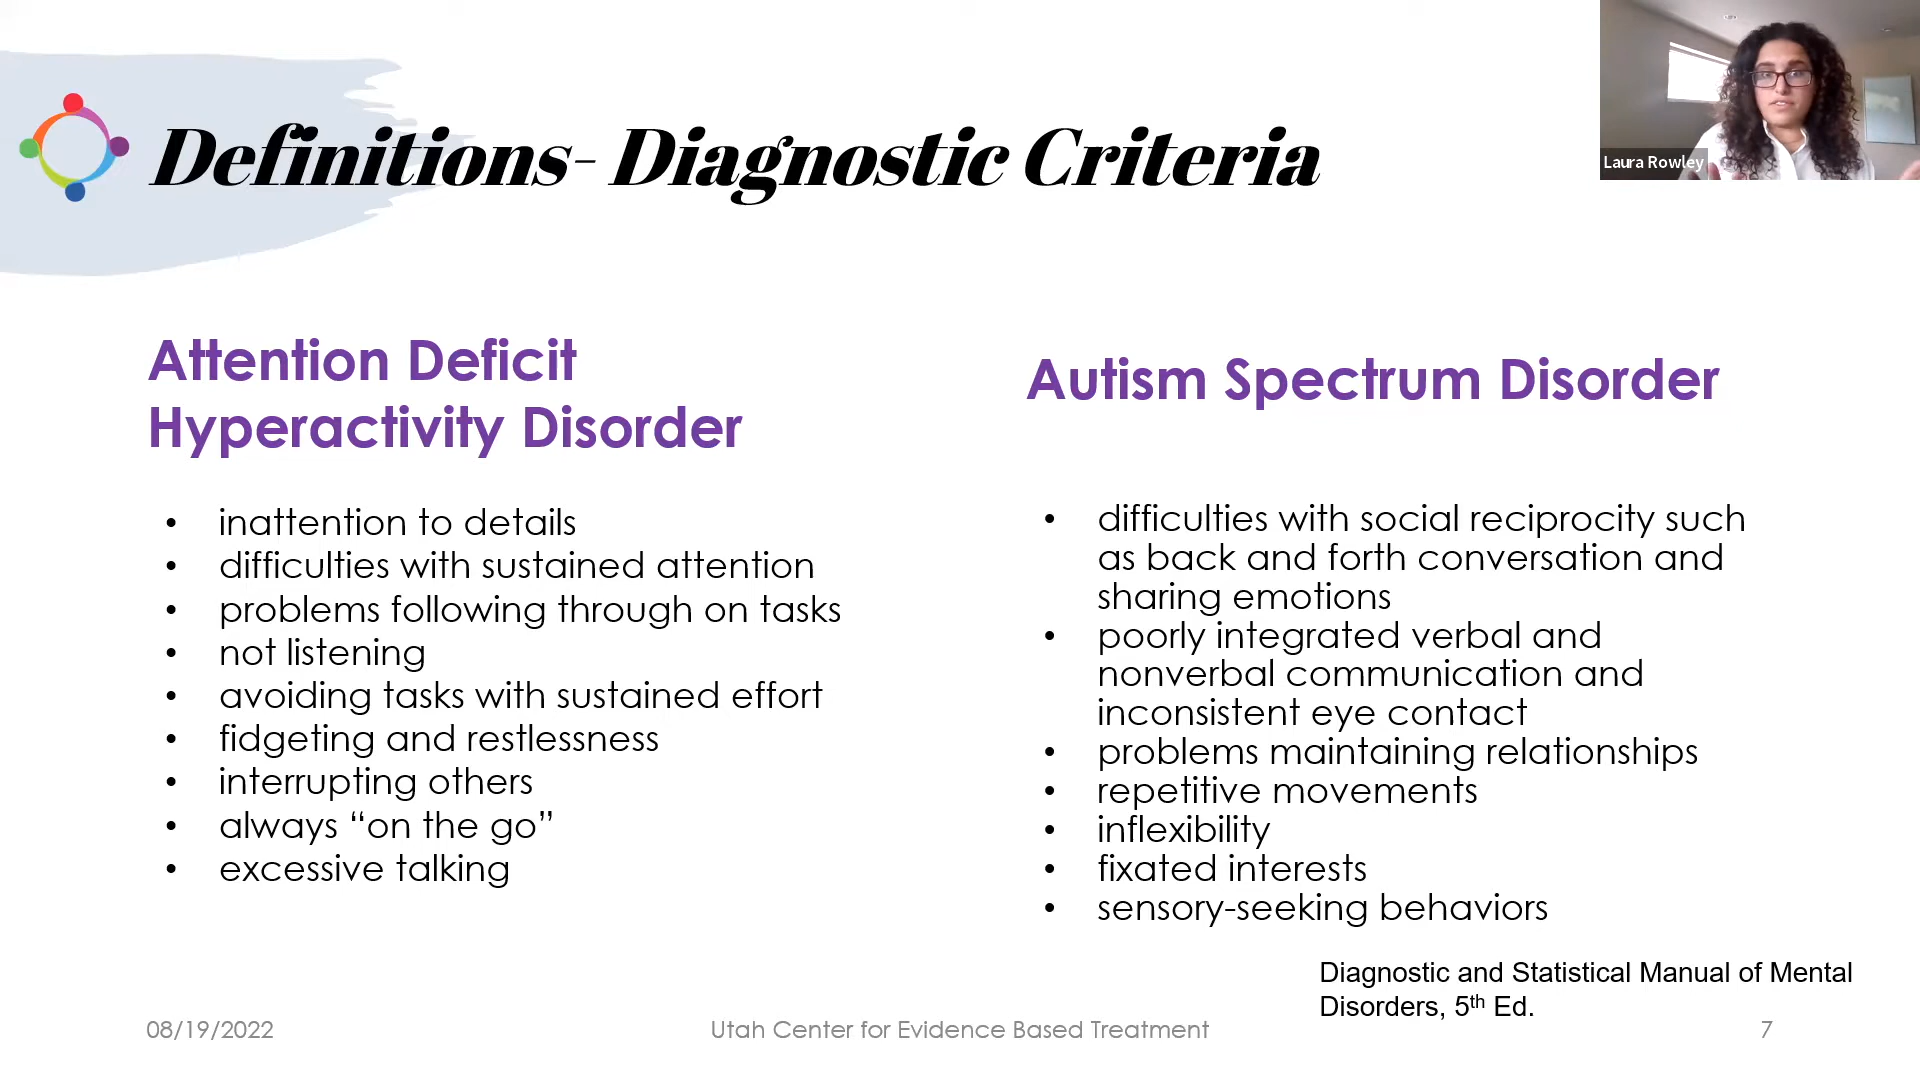 Definitions- Diagnostic Criteria
Laura Rowley
Attention Deficit
Hyperactivity Disorder
• inattention to details
• difficulties with sustained attention
• problems following through on tasks
• not listening
• avoiding tasks with sustained effort
• fidgeting and restlessness
• interrupting others
• always “on the go”
• excessive talking
Autism Spectrum Disorder
• difficulties with social reciprocity such
as back and forth conversation and
sharing emotions
• poorly integrated verbal and
nonverbal communication and
inconsistent eye contact
• problems maintaining relationships
• repetitive movements
• inflexibility
• fixated interests
• sensory-seeking behaviors
Diagnostic and Statistical Manual of Mental
Disorders, 5th Ed.
08/19/2022
Utah Center for Evidence Based Treatment
7